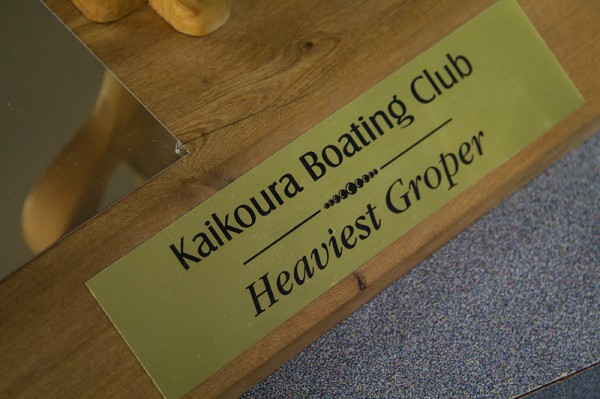 Kaikoura Boating Club
Heaviest Groper